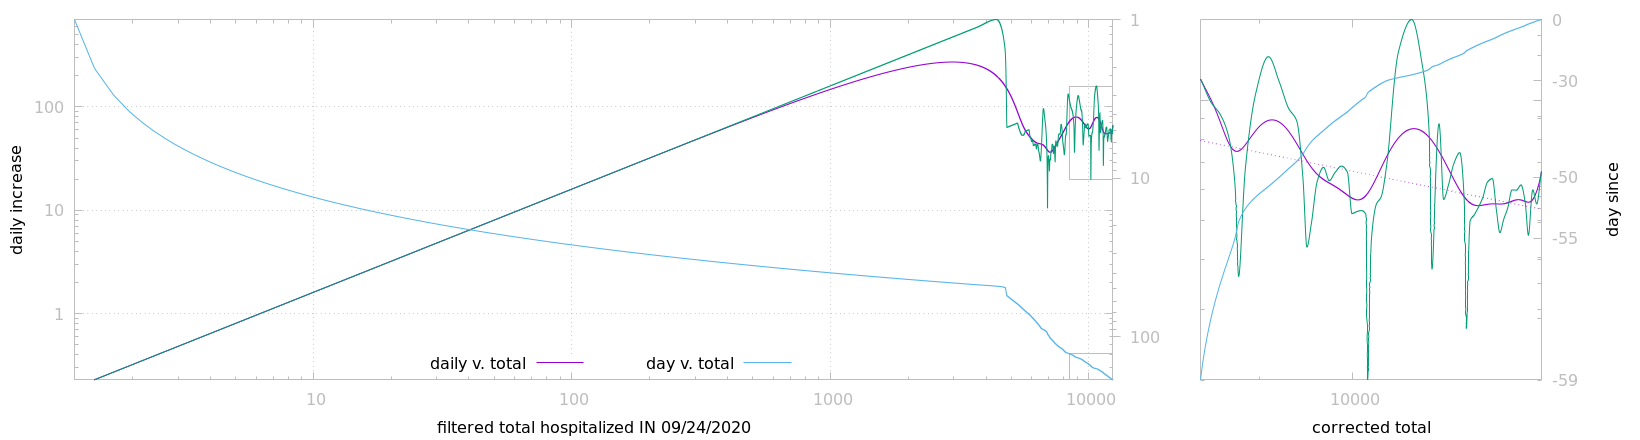 daily increase
100
10
1
10
100
1000
10000
1
10
100
daily v. total
day v. total
filtered total hospitalized IN 09/24/2020
0
-30
-50
-55
-59
day since
10000
corrected total